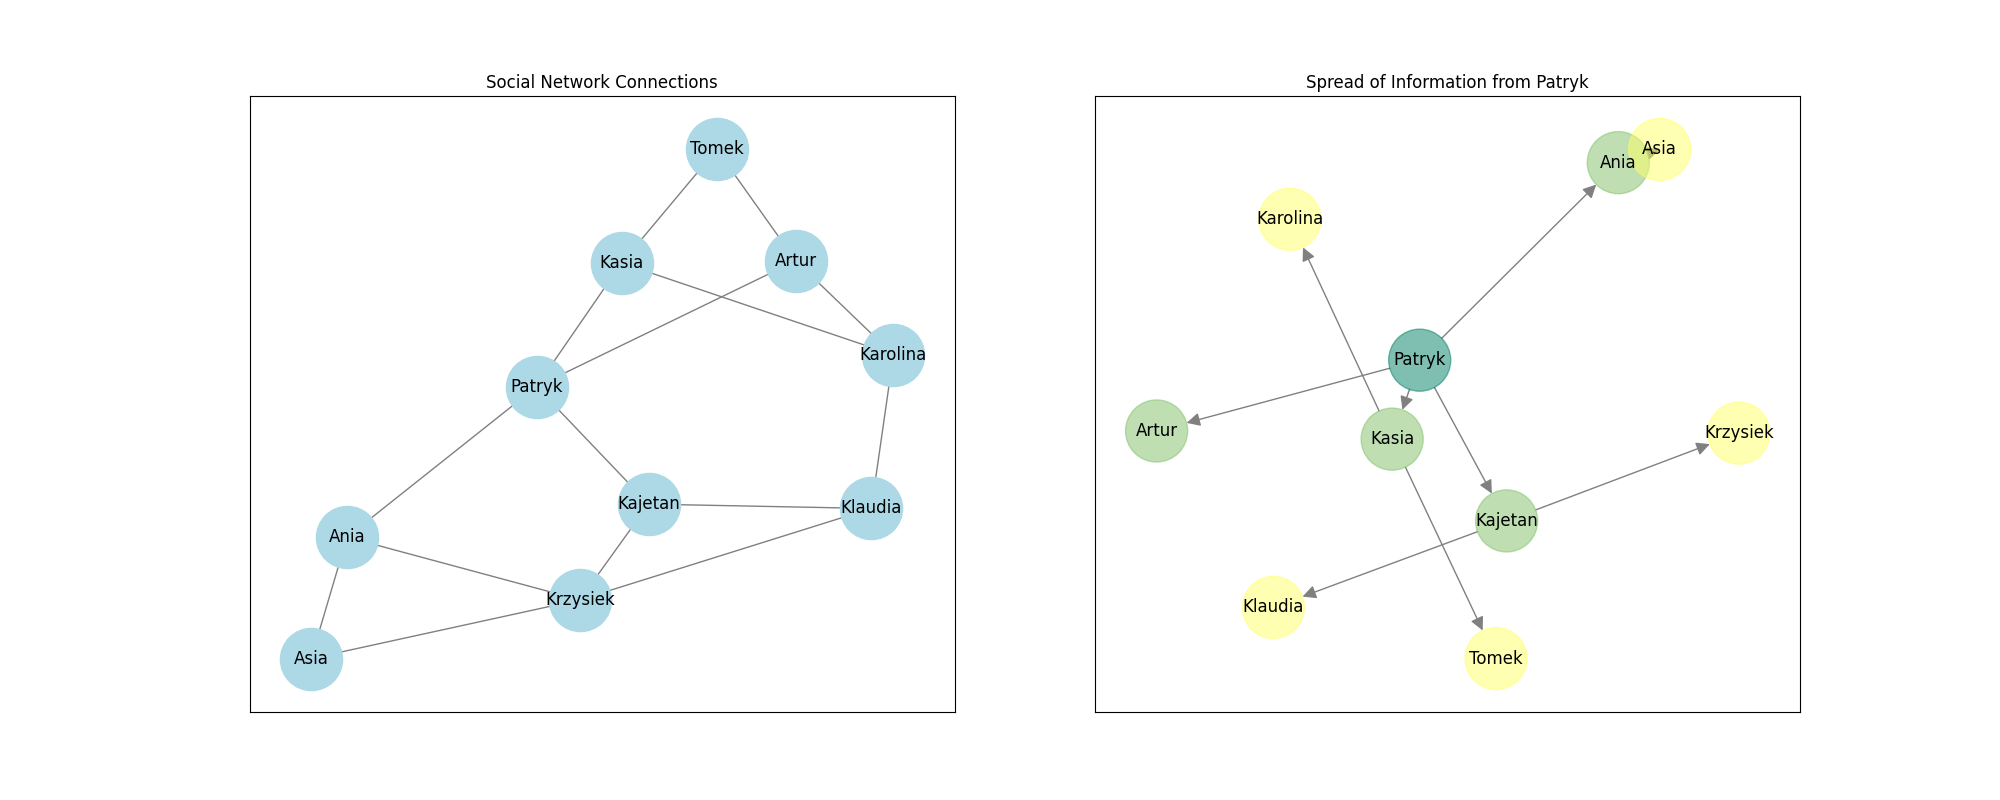 Social Network Connections
Tomek
Kasia
Artur
Karolina
Patryk
Kajetan
Klaudia
Ania
Krzysiek
Asia
Spread of Information from Patryk
Asia
Ania
Karolina
Patryk
Artur
Kasia
Krzysiek
Kajetan
Klaudia
Tomek